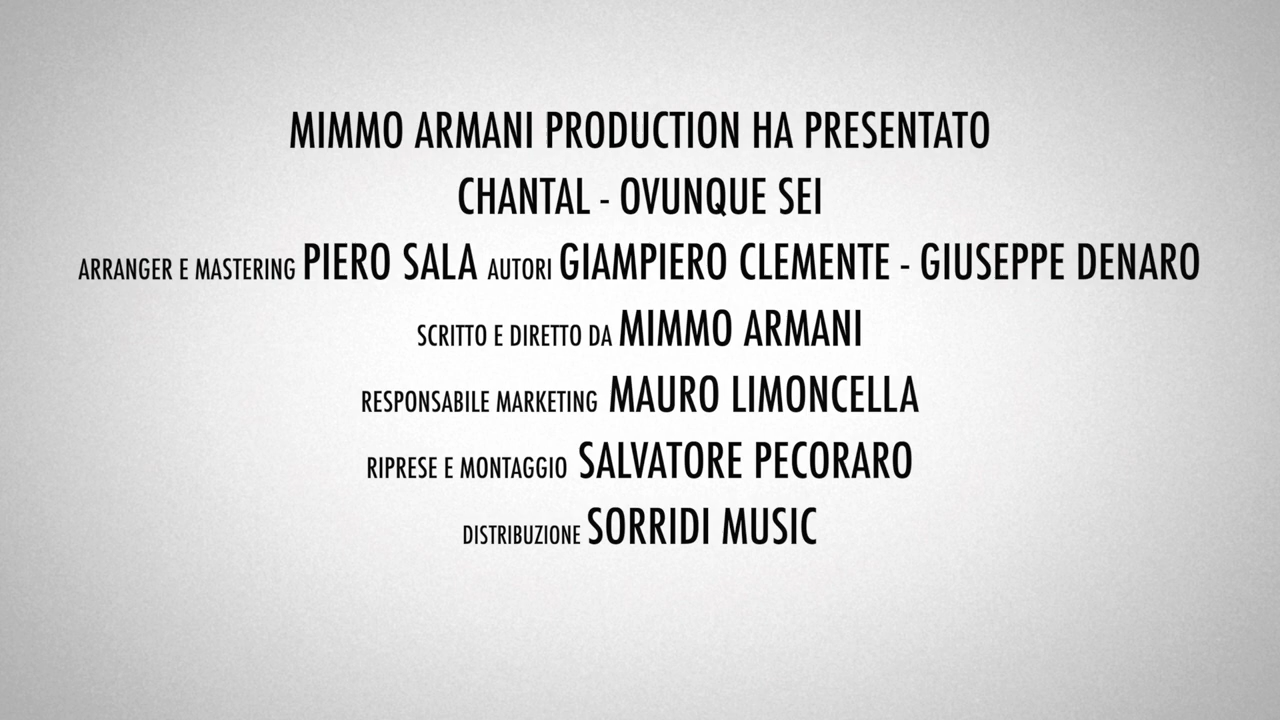 MIMMO ARMANI PRODUCTION HA PRESENTATO
CHANTAL - OVUNQUE SEI
ARRANGER E MASTERING PIERO SALA AUTORI GIAMPIERO CLEMENTE - GIUSEPPE DENARO
SCRITTO E DIRETTO DA MIMMO ARMANI
RESPONSABILE MARKETING MAURO LIMONCELLA
RIPRESE E MONTAGGIO SALVATORE PECORARO
DISTRIBUZIONE SORRIDI MUSIC